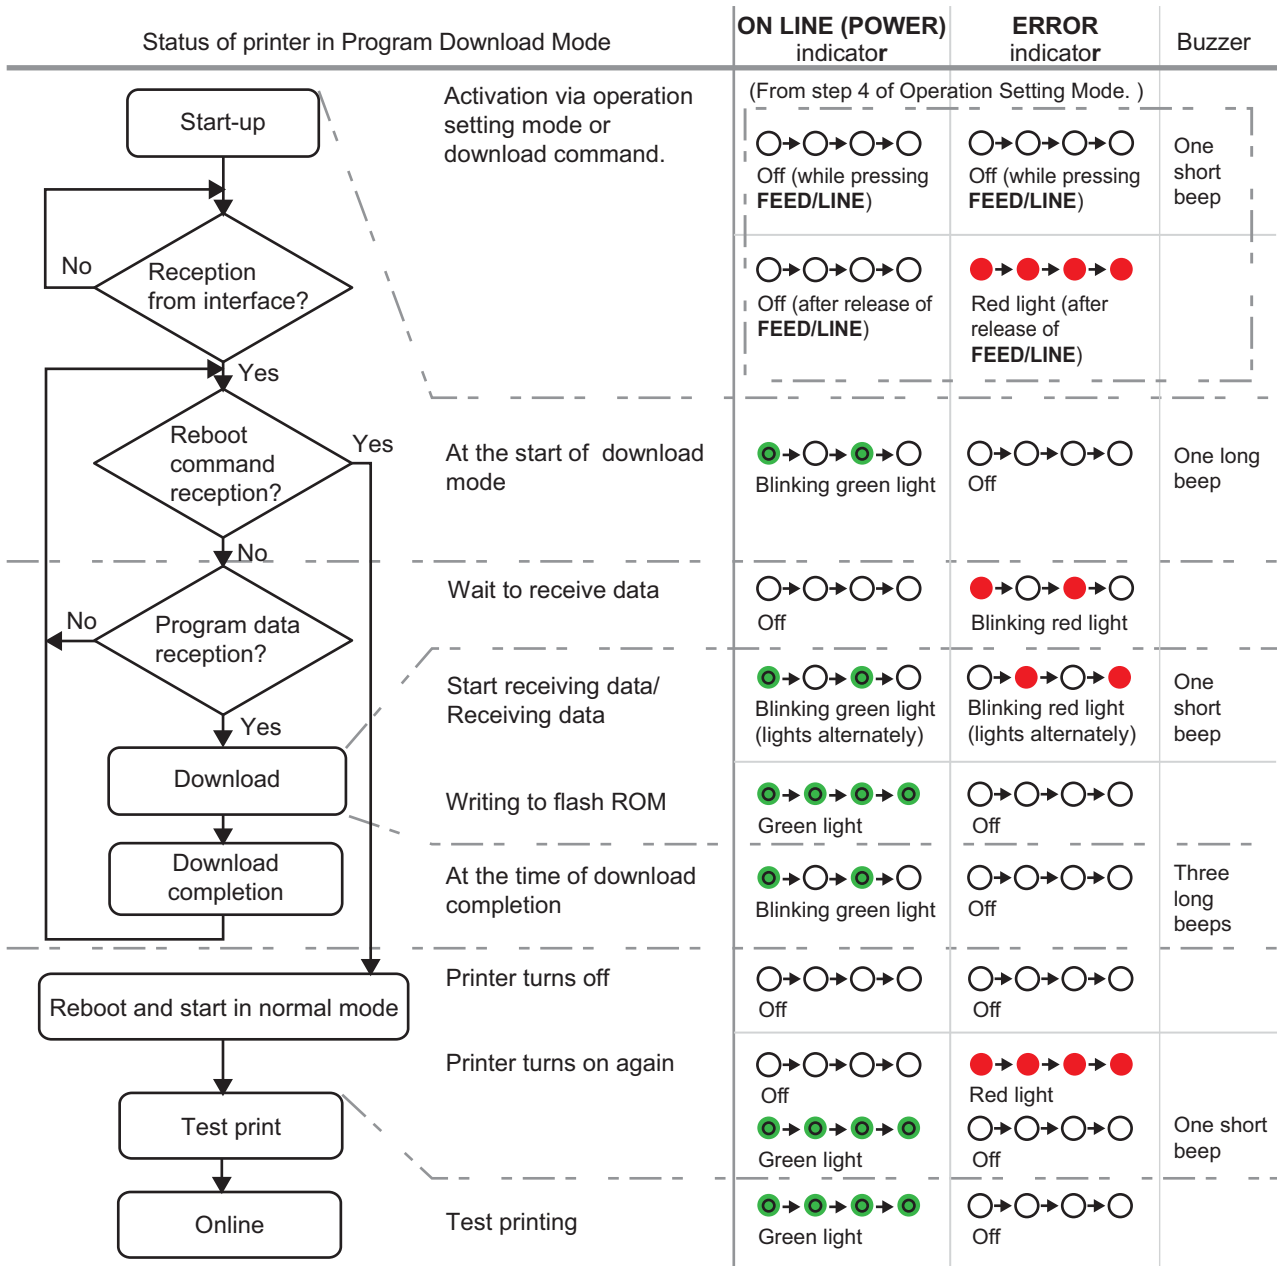 Status of printer in Program Download Mode
ON LINE (POWER)
indicator
ERROR
indicator
Buzzer
Start-up
Activation via operation
setting mode or
download command.
(From step 4 of Operation Setting Mode. )
Off (while pressing
FEED/LINE)
Off (while pressing
FEED/LINE)
One
short
beep
No
Reception
from interface?
Off (after release of
FEED/LINE)
Red light (after
release of
FEED/LINE)
Yes
Reboot
command
reception?
Yes
At the start of download
mode
Blinking green light
Off
One long
beep
No
Wait to receive data
Off
Blinking red light
No
Program data
reception?
Start receiving data/
Receiving data
Blinking green light
(lights alternately)
Blinking red light
(lights alternately)
One
short
beep
Yes
Download
Writing to flash ROM
Green light
Off
Download
completion
At the time of download
completion
Blinking green light
Off
Three
long
beeps
Printer turns off
Off
Off
Reboot and start in normal mode
Printer turns on again
Off
Red light
Test print
Green light
Off
One short
beep
Online
Test printing
Green light
Off